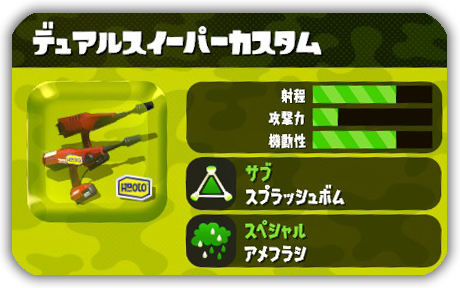 デュアルスイーパーカスタム
射程
攻撃力
機動性
サブ
スプラッシュボム
スペシャル
アメフラシ